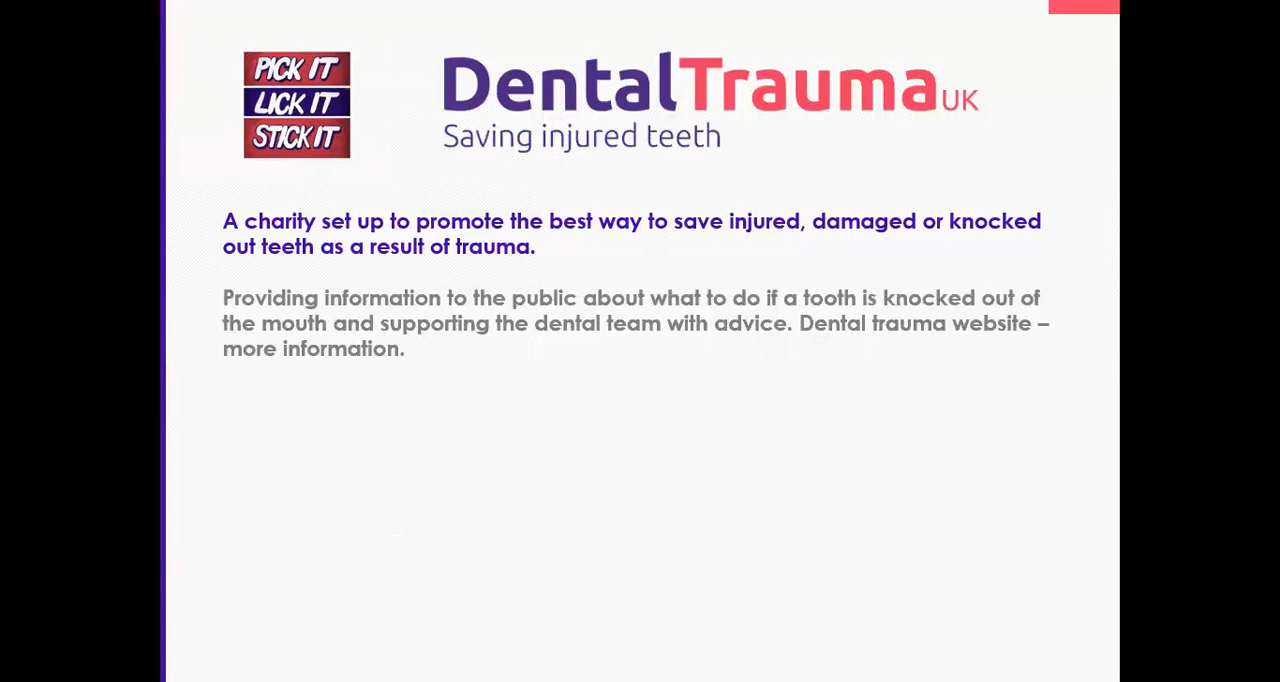 PICK IT
LICK IT
STICK IT
DentalTraumaUK
Saving injured teeth
A charity set up to promote the best way to save injured, damaged or knocked
out teeth as a result of trauma.
Providing information to the public about what to do if a tooth is knocked out of
the mouth and supporting the dental team with advice. Dental trauma website –
more information.